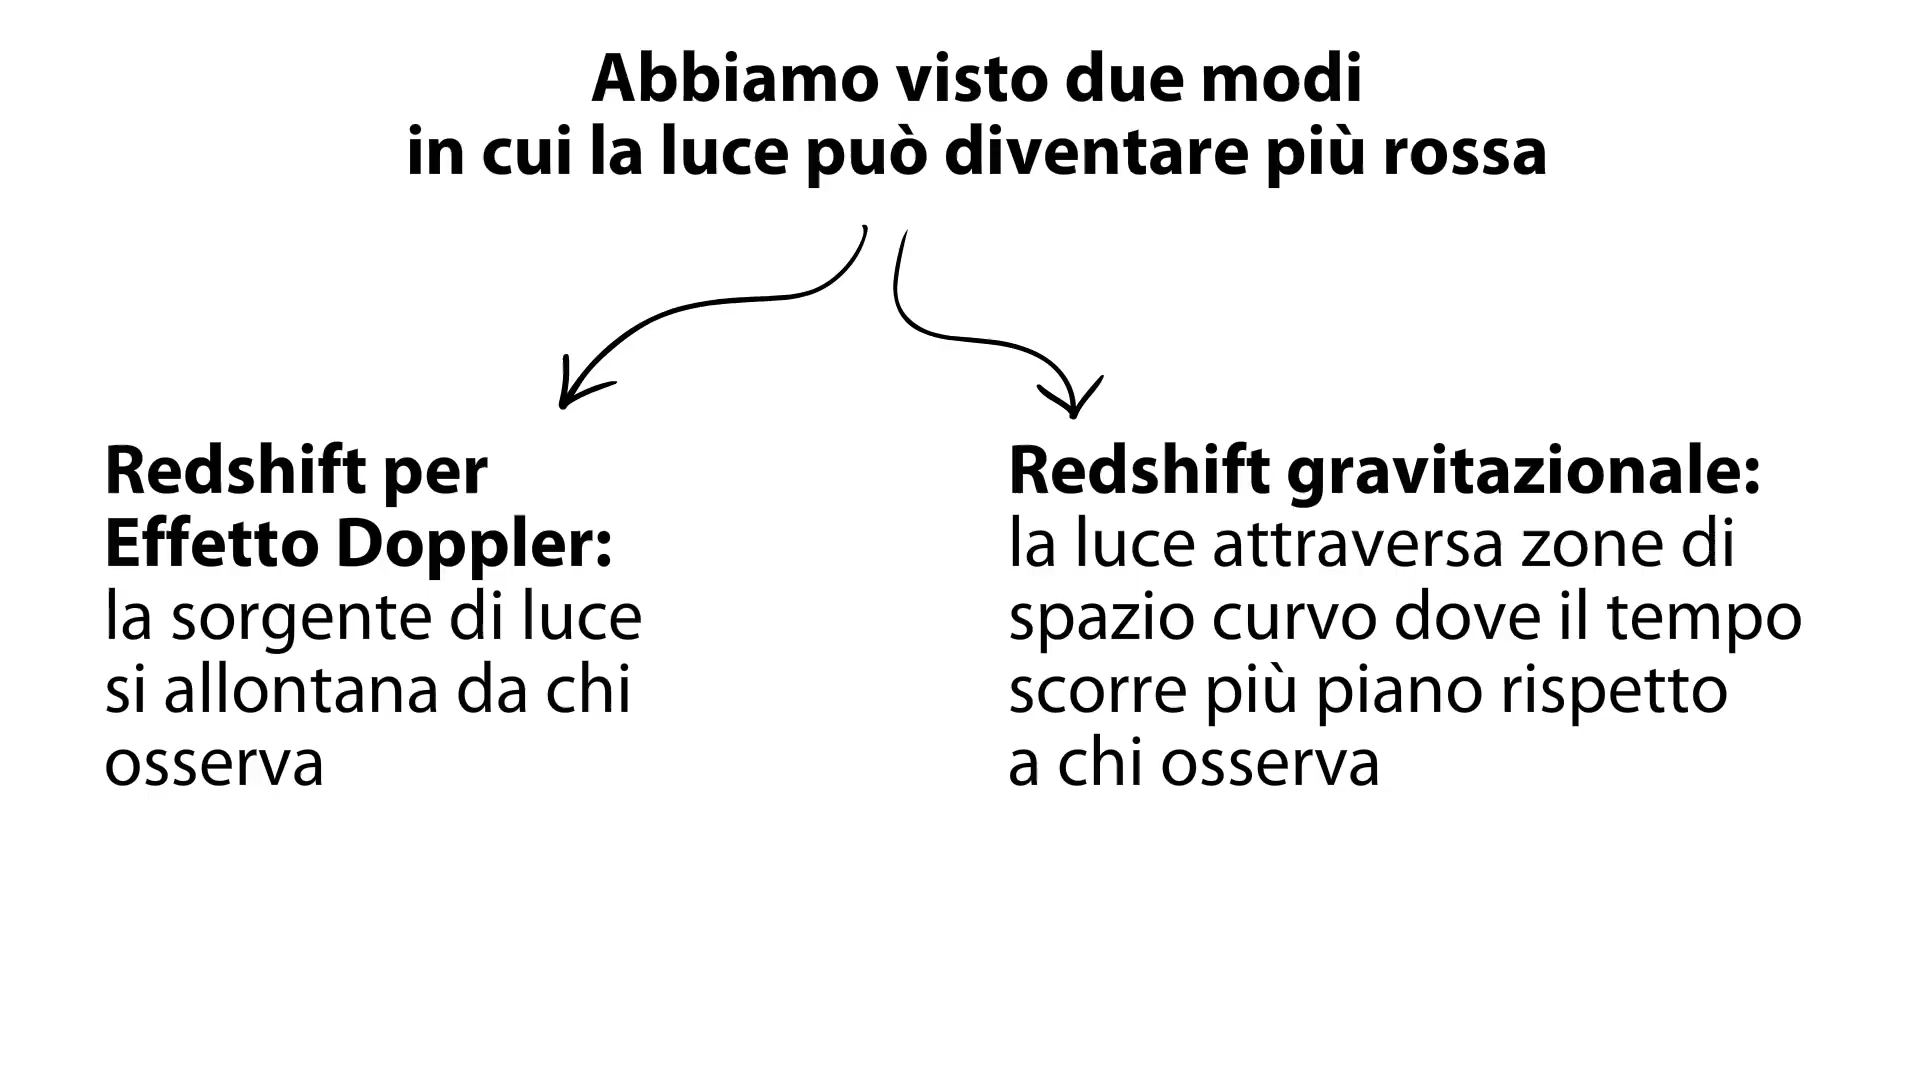 Abbiamo visto due modi
in cui la luce può diventare più rossa
Redshift per
Effetto Doppler:
la sorgente di luce
si allontana da chi
osserva
Redshift gravitazionale:
la luce attraversa zone di
spazio curvo dove il tempo
scorre più piano rispetto
a chi osserva